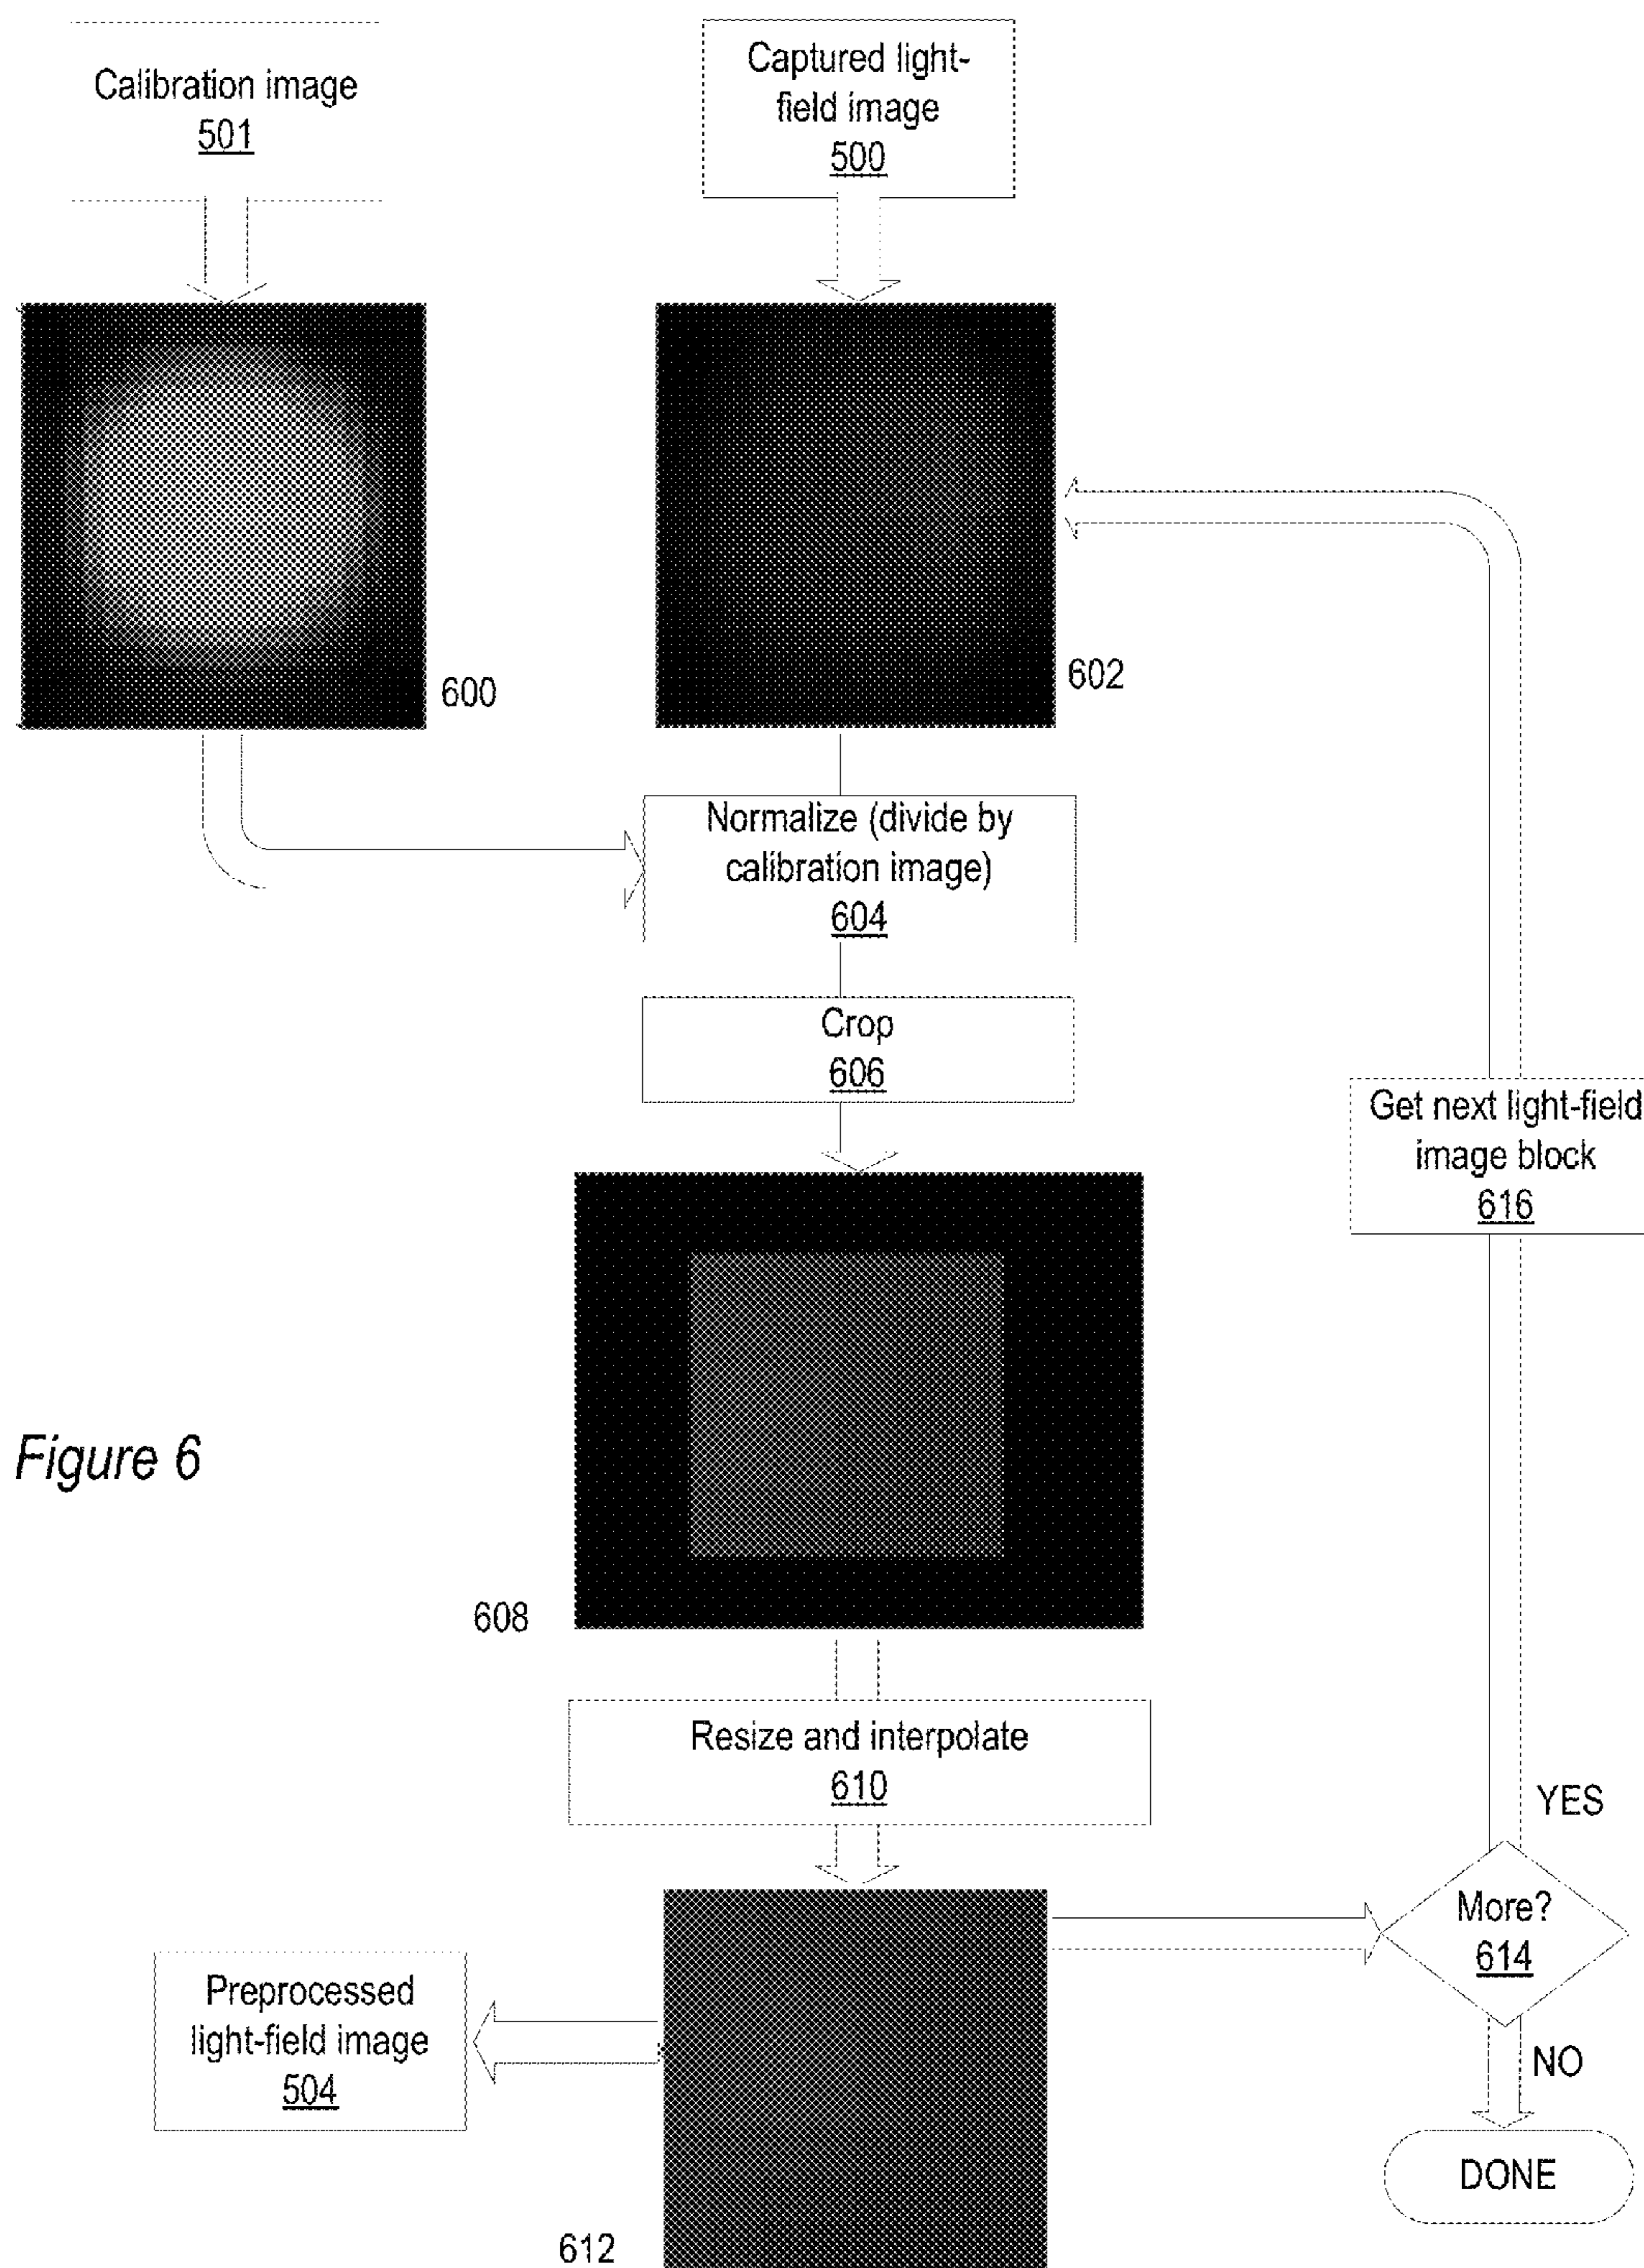 Calibration image
501
Captured light-
field image
500
600
602
Normalize (divide by
calibration image)
604
Crop
606
Get next light-field
image block
616
608
Figure 6
Resize and interpolate
610
YES
More?
614
Preprocessed
light-field image
504
NO
DONE
612